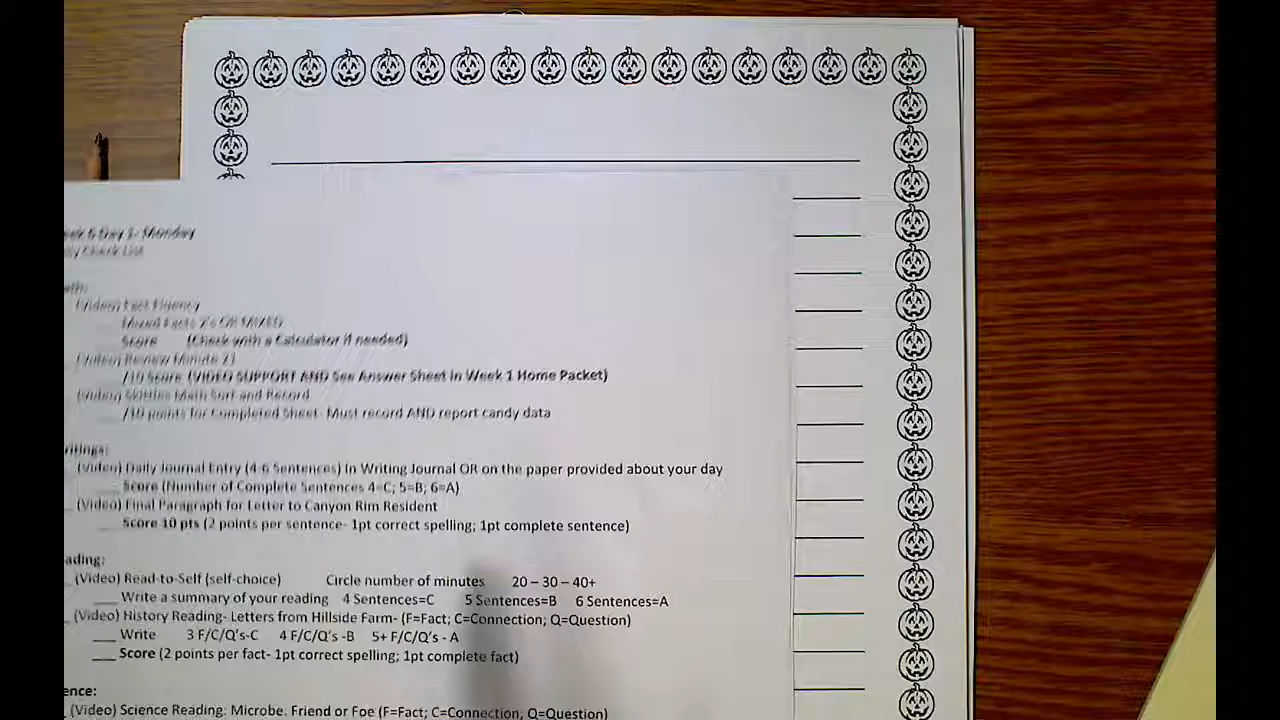 Week 6 Day 1- Monday
Check List
(Video) Fact Fluency
Mixed Facts 2's OR MIXED
Score (Check with a Calculator if needed)
(Video) Review Minute
/10 Score (VIDEO SUPPORT AND See Answer Sheet in Week 1 Home Packet)
(Video) Skittles Math Sort and Record
/10 points for Completed Sheet- Must record AND report candy data
ritings:
(Video) Daily Journal Entry (4-6 Sentences) in Writing Journal OR on the paper provided about your day
___ Score (Number of Complete Sentences 4=C; 5=B; 6=A)
(Video) Final Paragraph for Letter to Canyon Rim Resident
___ Score 10 pts (2 points per sentence- 1pt correct spelling; 1pt complete sentence)
ading:
(Video) Read-to-Self (self-choice) Circle number of minutes 20 – 30 – 40+
___ Write a summary of your reading 4 Sentences=C 5 Sentences=B 6 Sentences=A
(Video) History Reading- Letters from Hillside Farm- (F=Fact; C=Connection; Q=Question)
___ Write 3 F/C/Q's-C 4 F/C/Q's -B 5+ F/C/Q's - A
___ Score (2 points per fact- 1pt correct spelling; 1pt complete fact)
ence:
(Video) Science Reading: Microbe. Friend or Foe (F=Fact; C=Connection, Q=Question)